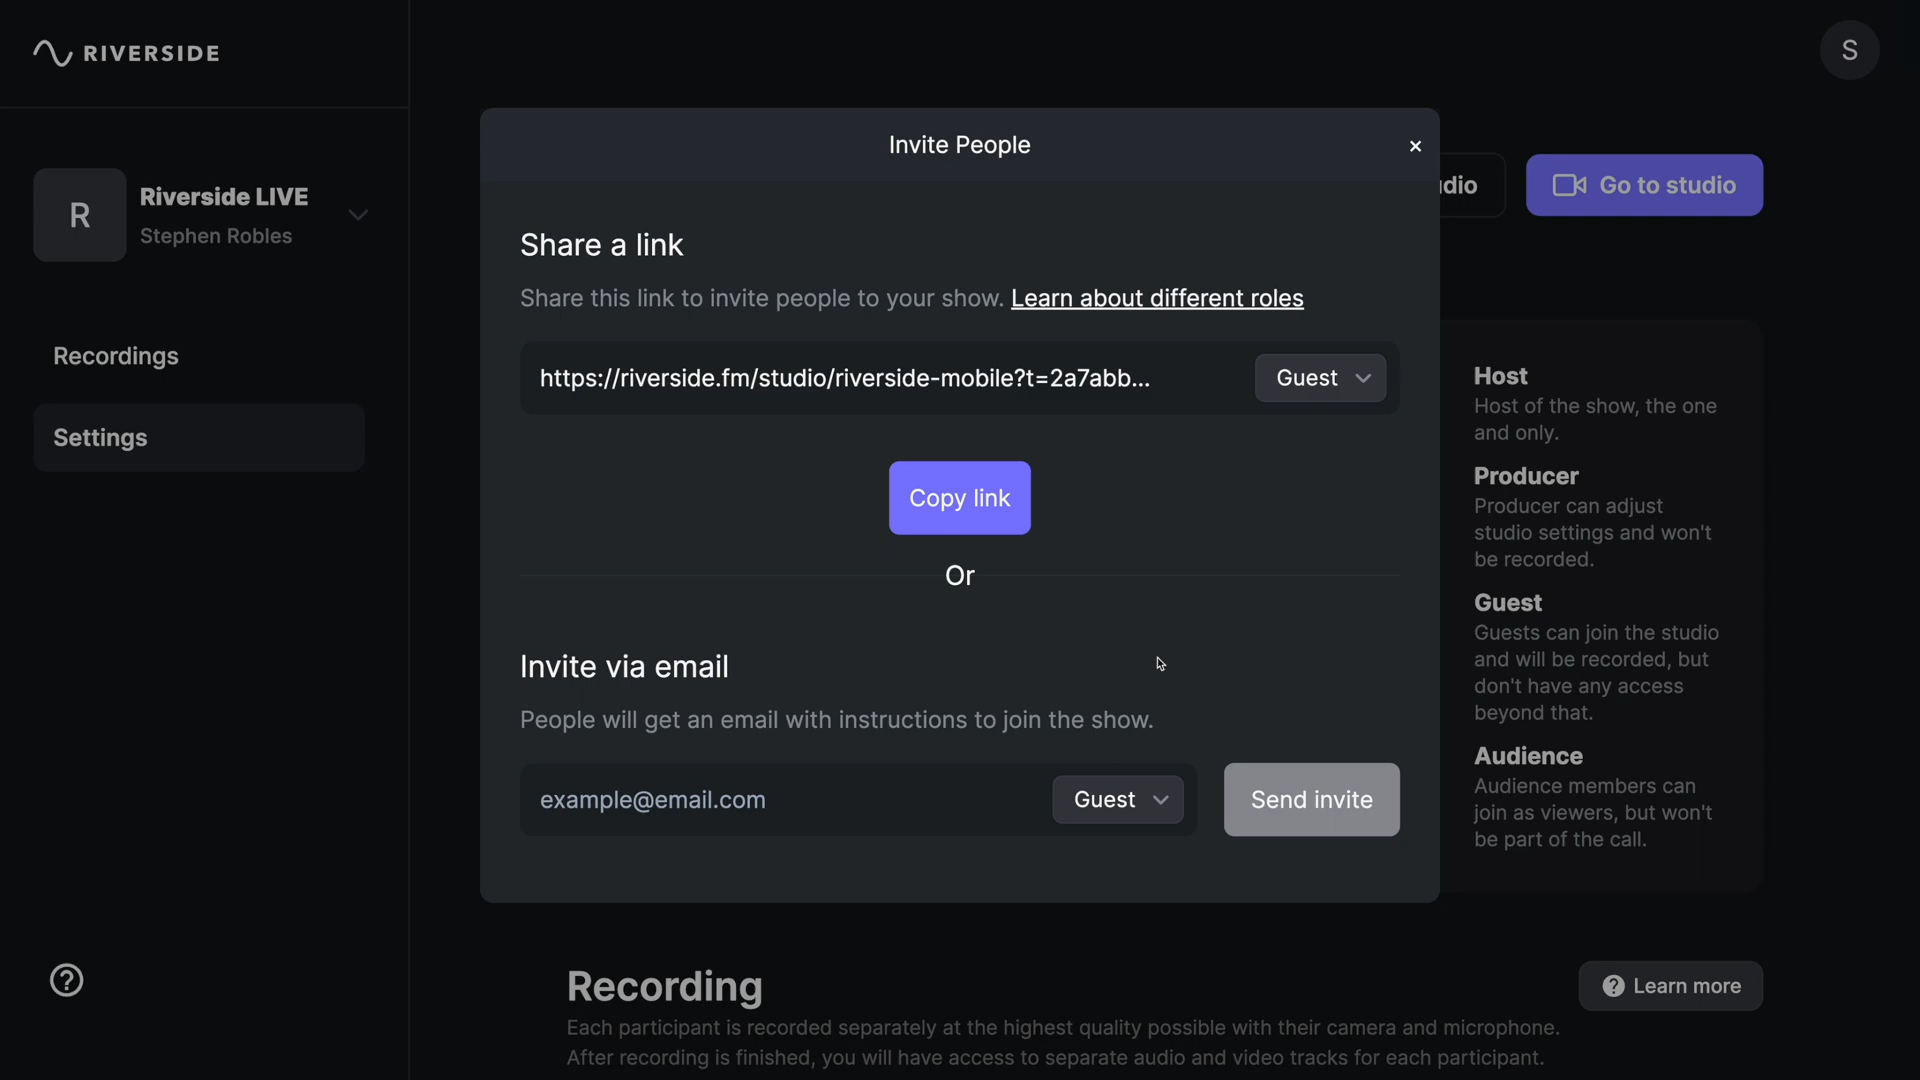 RIVERSIDE
S
Invite People
×
R
Riverside LIVE
Stephen Robles
dio
Go to studio
Share a link
Share this link to invite people to your show. Learn about different roles
Recordings
https://riverside.fm/studio/riverside-mobile?t=2a7abb...
Guest
Settings
Copy link
Or
Host
Host of the show, the one
and only.
Producer
Producer can adjust
studio settings and won't
be recorded.
Guest
Guests can join the studio
and will be recorded, but
don't have any access
beyond that.
Audience
Audience members can
join as viewers, but won't
be part of the call.
Invite via email
People will get an email with instructions to join the show.
example@email.com
Guest
Send invite
?
Recording
? Learn more
Each participant is recorded separately at the highest quality possible with their camera and microphone.
After recording is finished, you will have access to separate audio and video tracks for each participant.